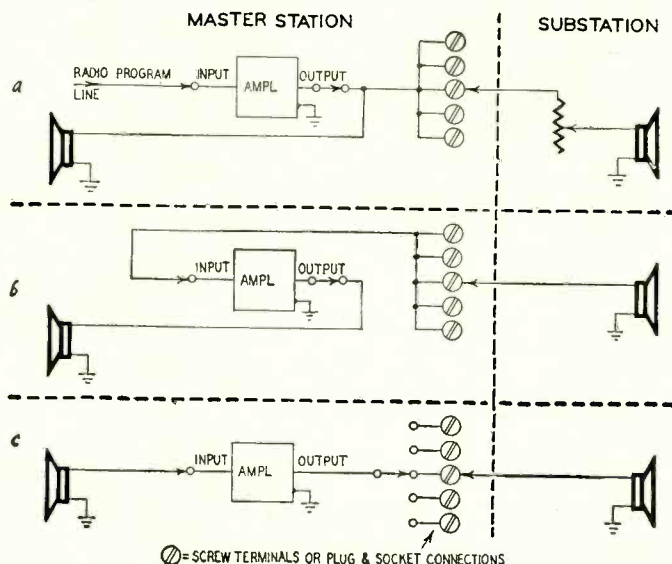 MASTER STATION
SUBSTATION
a
RADIO PROGRAM
LINE
INPUT
AMPL
OUTPUT
b
INPUT
AMPL
OUTPUT
c
INPUT
AMPL
OUTPUT
= SCREW TERMINALS OR PLUG & SOCKET CONNECTIONS